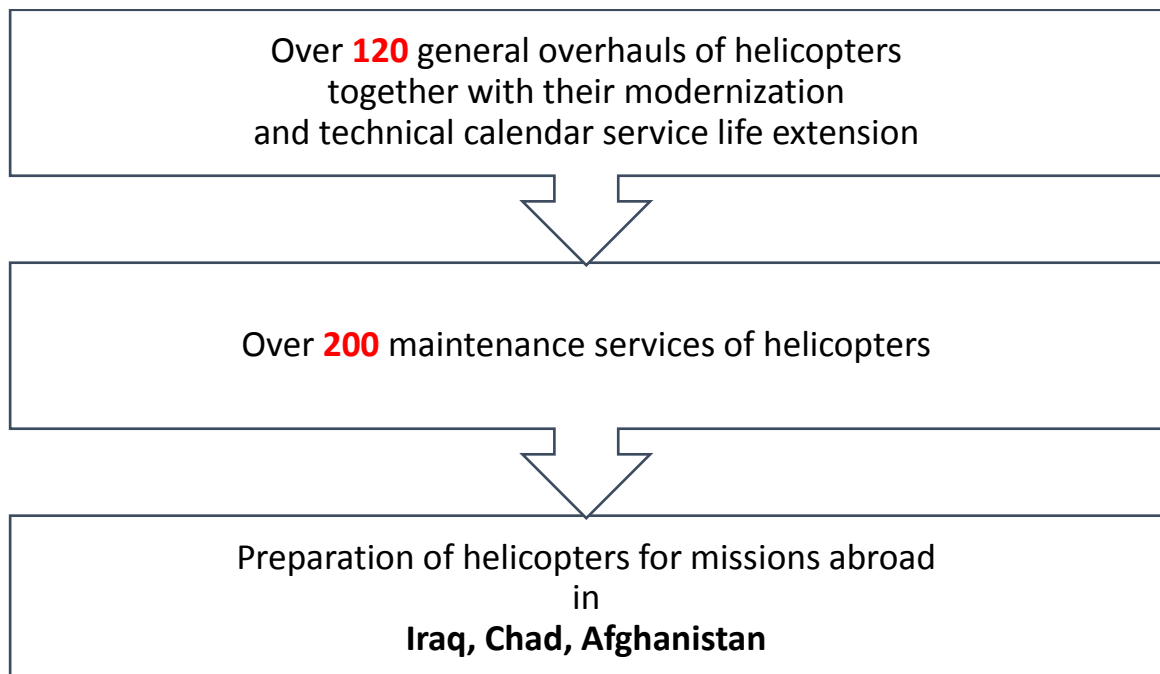 Over 120 general overhauls of helicopters
together with their modernization
and technical calendar service life extension
Over 200 maintenance services of helicopters
Preparation of helicopters for missions abroad
in
Iraq, Chad, Afghanistan